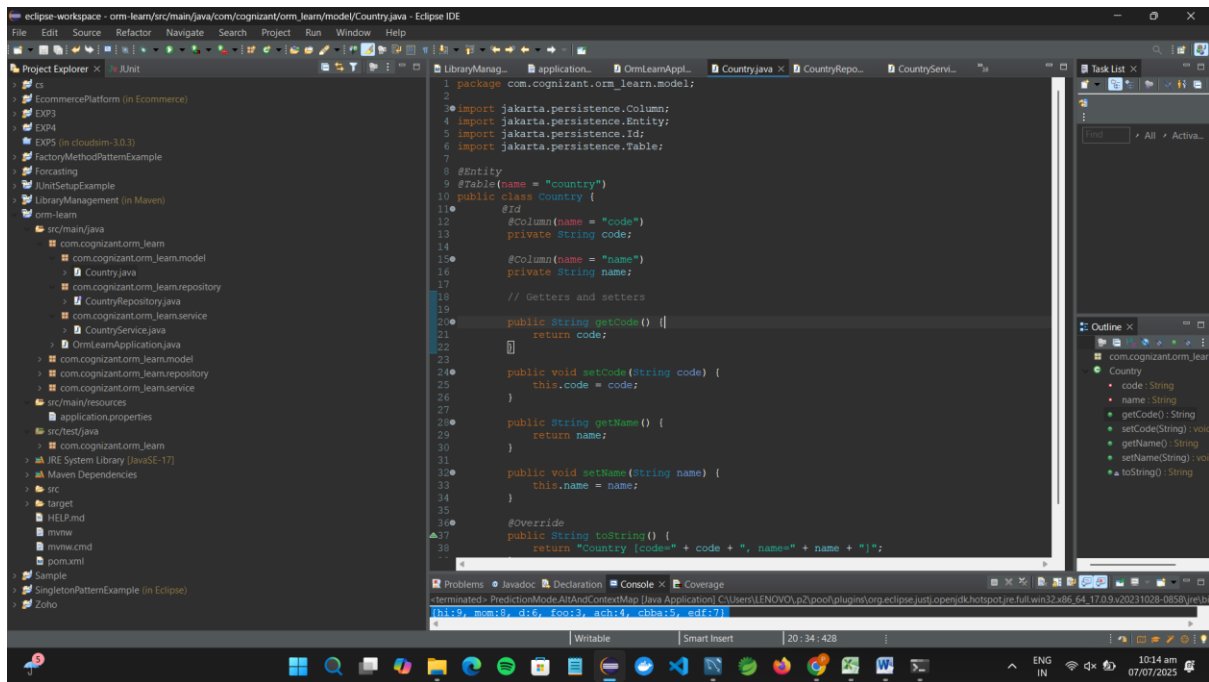 eclipse-workspace - orm-learn/src/main/java/com/cognizant/orm_learn/model/Country.java - Eclipse IDE
File Edit Source Refactor Navigate Search Project Run Window Help
Project Explorer × JUnit
cs
EcommercePlatform (in Ecommerce)
EXP3
EXP4
EXP5 (in cloudsim-3.0.3)
FactoryMethodPatternExample
Forcasting
JUnitSetupExample
LibraryManagement (in Maven)
orm-learn
src/main/java
com.cognizant.orm_learn
com.cognizant.orm_learn.model
Country.java
com.cognizant.orm_learn.repository
CountryRepository.java
com.cognizant.orm_learn.service
CountryService.java
OrmLearnApplication.java
com.cognizant.orm_learn.model
com.cognizant.orm_learn.repository
com.cognizant.orm_learn.service
src/main/resources
application.properties
src/test/java
com.cognizant.orm_learn
JRE System Library [JavaSE-17]
Maven Dependencies
src
target
HELP.md
mvnw
mvnw.cmd
pom.xml
Sample
SingletonPatternExample (in Eclipse)
Zoho
LibraryManag... application.... OrmLearnAppl... Country.java × CountryRepo... CountryServi...
1 package com.cognizant.orm_learn.model;
2
3 import jakarta.persistence.Column;
4 import jakarta.persistence.Entity;
5 import jakarta.persistence.Id;
6 import jakarta.persistence.Table;
7
8 @Entity
9 @Table(name = "country")
10 public class Country {
11 @Id
12 @Column(name = "code")
13 private String code;
14
15 @Column(name = "name")
16 private String name;
17
18 // Getters and setters
19
20 public String getCode() {
21 return code;
22 }
23
24 public void setCode(String code) {
25 this.code = code;
26 }
27
28 public String getName() {
29 return name;
30 }
31
32 public void setName(String name) {
33 this.name = name;
34 }
35
36 @Override
37 public String toString() {
38 return "Country [code=" + code + ", name=" + name + "]";
Task List ×
Find All Activa...
Outline ×
com.cognizant.orm_lear
Country
code : String
name : String
getCode() : String
setCode(String) : voi
getName() : String
setName(String) : voi
toString() : String
Problems Javadoc Declaration Console × Coverage
<terminated> PredictionMode.AltAndContextMap [Java Application] C:\Users\LENOVO\.p2\pool\plugins\org.eclipse.justj.openjdk.hotspot.jre.full.win32.x86_64_17.0.9.v20231028-0858\jre\bi
{hi:9, mom:8, d:6, foo:3, ach:4, cbba:5, edf:7}
Writable Smart Insert 20 : 34 : 428
5
ENG
IN
10:14 am
07/07/2025